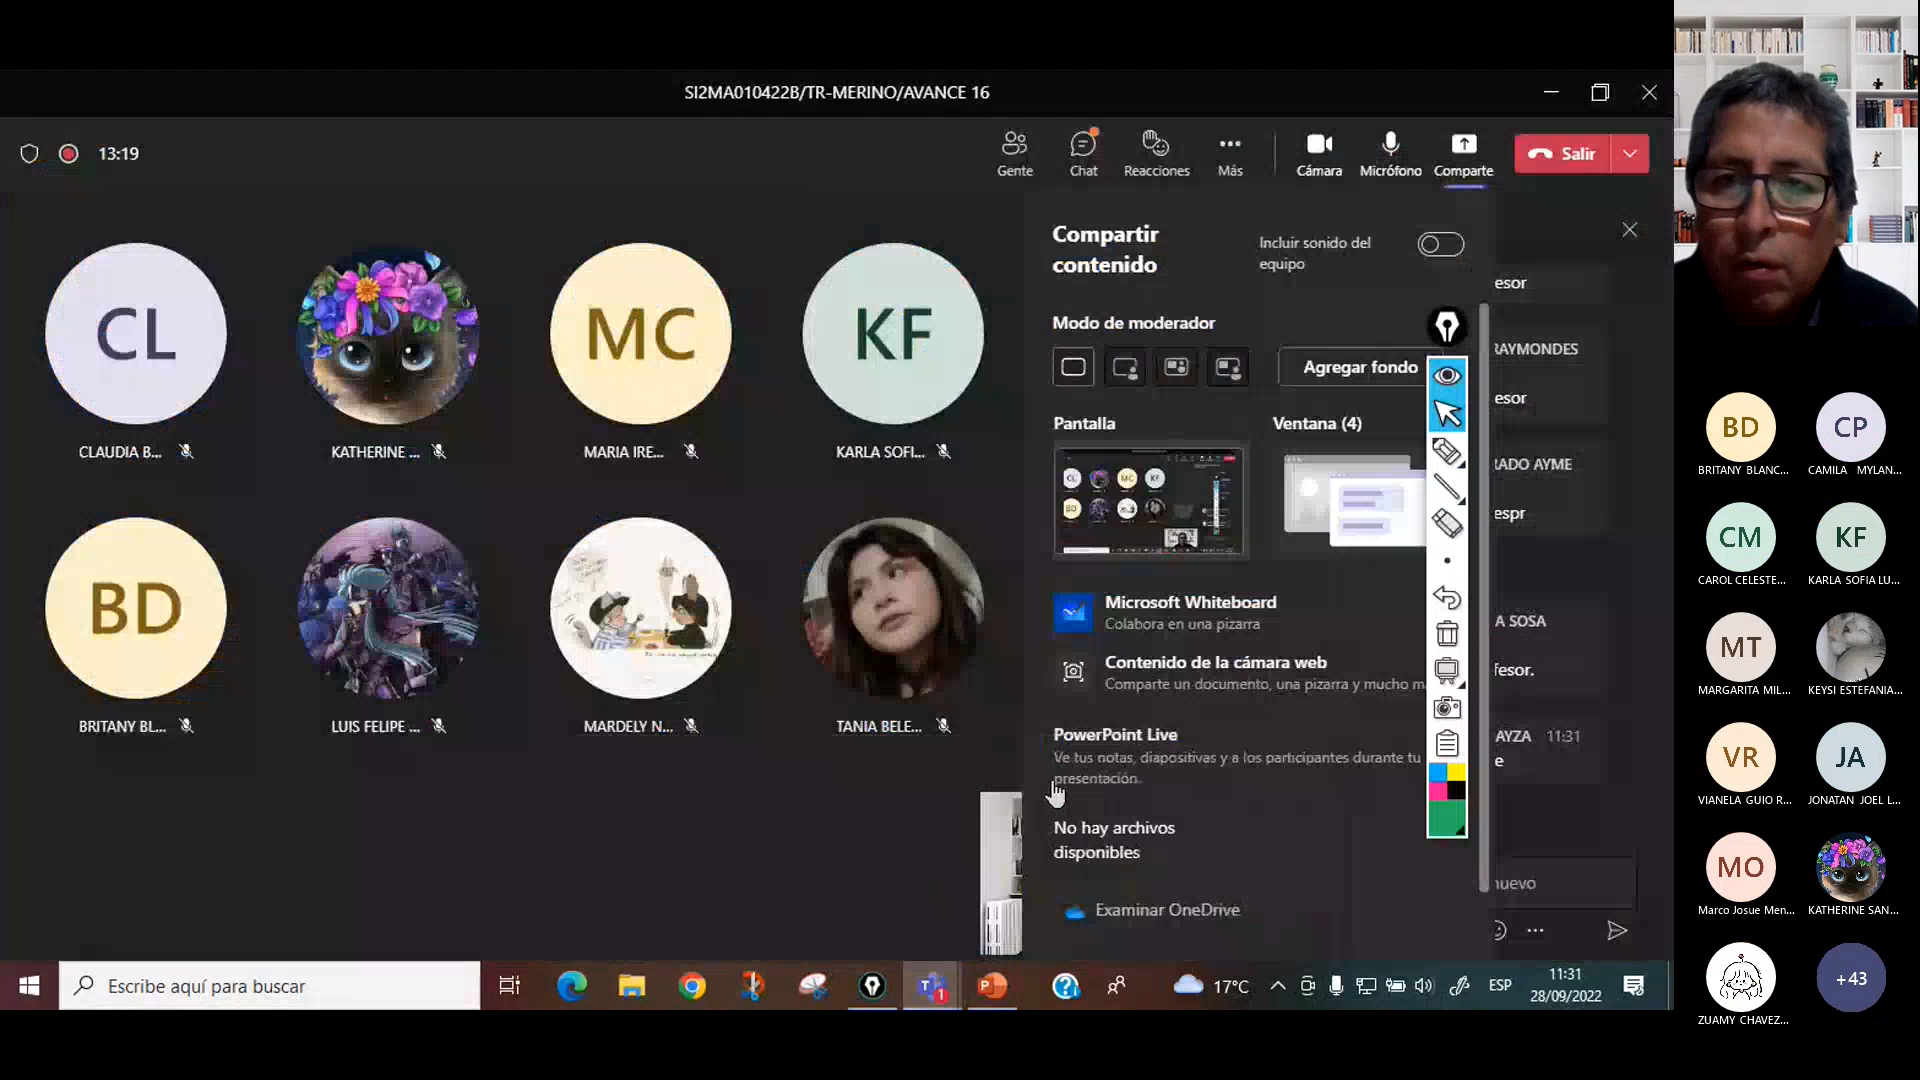 SI2MA010422B/TR-MERINO/AVANCE 16
13:19
Gente
Chat
Reacciones
Más
Cámara
Micrófono
Comparte
Salir
CL
MC
KF
CLAUDIA B...
KATHERINE ...
MARIA IRE...
KARLA SOFI...
BD
BRITANY BL...
LUIS FELIPE ...
MARDELY N...
TANIA BELE...
Compartir
contenido
Incluir sonido del
equipo
Modo de moderador
Agregar fondo
Pantalla
Ventana (4)
Microsoft Whiteboard
Colabora en una pizarra
Contenido de la cámara web
Comparte un documento, una pizarra y mucho m
PowerPoint Live
Ve tus notas, diapositivas y a los participantes durante tu
presentación.
No hay archivos
disponibles
Examinar OneDrive
esor
RAYMONDES
esor
RADO AYME
espr
A SOSA
fesor.
AYZA 11:31
e
nuevo
Escribe aquí para buscar
17°C
ESP
11:31
28/09/2022
BD
BRITANY BLANC...
CP
CAMILA MYLAN...
CM
CAROL CELESTE...
KF
KARLA SOFIA LU...
MT
MARGARITA MIL...
KEYSI ESTEFANIA...
VR
VIANELA GUIO R...
JA
JONATAN JOEL L...
MO
Marco Josue Men...
KATHERINE SAN...
ZUAMY CHAVEZ...
+43